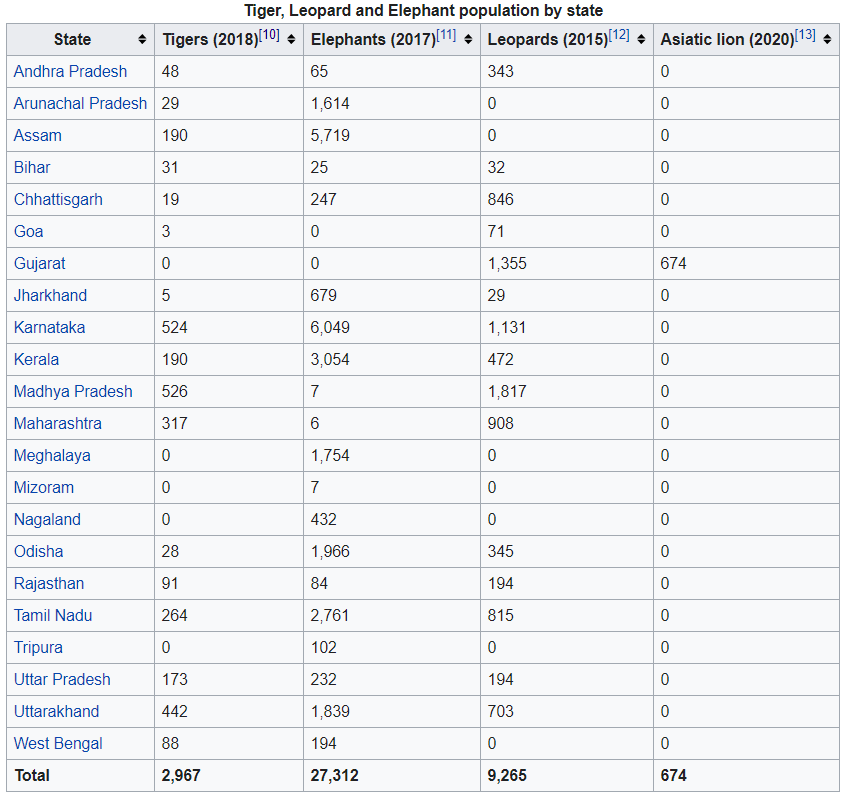 Tiger, Leopard and Elephant population by state
State Tigers (2018)[10] Elephants (2017)[11] Leopards (2015)[12] Asiatic lion (2020)[13]
Andhra Pradesh 48 65 343 0
Arunachal Pradesh 29 1,614 0 0
Assam 190 5,719 0 0
Bihar 31 25 32 0
Chhattisgarh 19 247 846 0
Goa 3 0 71 0
Gujarat 0 0 1,355 674
Jharkhand 5 679 29 0
Karnataka 524 6,049 1,131 0
Kerala 190 3,054 472 0
Madhya Pradesh 526 7 1,817 0
Maharashtra 317 6 908 0
Meghalaya 0 1,754 0 0
Mizoram 0 7 0 0
Nagaland 0 432 0 0
Odisha 28 1,966 345 0
Rajasthan 91 84 194 0
Tamil Nadu 264 2,761 815 0
Tripura 0 102 0 0
Uttar Pradesh 173 232 194 0
Uttarakhand 442 1,839 703 0
West Bengal 88 194 0 0
Total 2,967 27,312 9,265 674